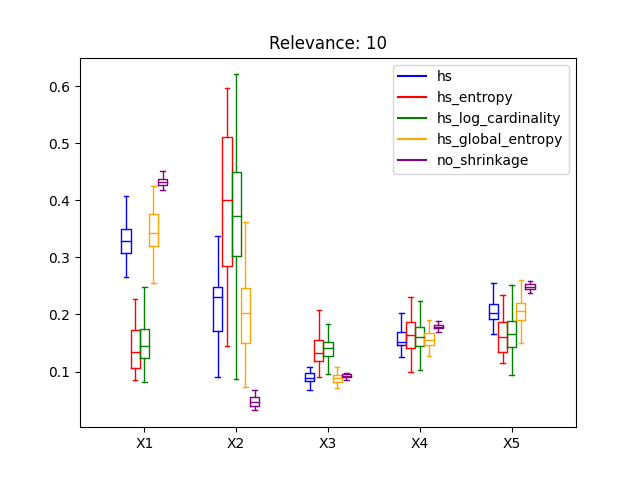 Relevance: 10
0.6
0.5
0.4
0.3
0.2
0.1
hs
hs_entropy
hs_log_cardinality
hs_global_entropy
no_shrinkage
X1 X2 X3 X4 X5